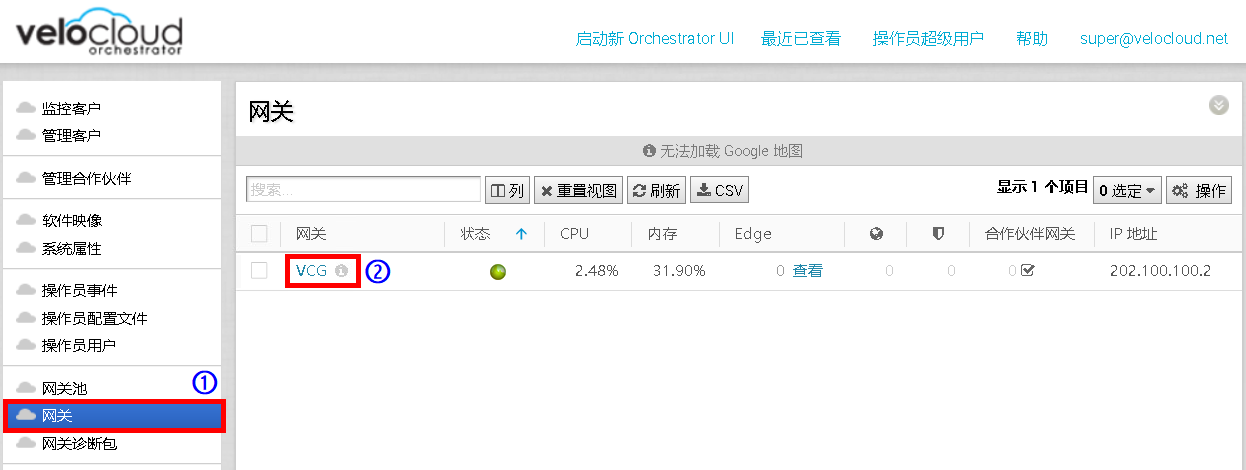 velocloud
orchestrator
启动新 Orchestrator UI 最近已查看 操作员超级用户 帮助 super@velocloud.net
监控客户
管理客户
管理合作伙伴
软件映像
系统属性
操作员事件
操作员配置文件
操作员用户
网关池 ①
网关
网关诊断包
网关
无法加载 Google 地图
搜索... 列 重置视图 刷新 CSV 显示 1 个项目 0 选定 操作
网关 状态 CPU 内存 Edge 合作伙伴网关 IP 地址
VCG ② 2.48% 31.90% 0 查看 0 0 0 202.100.100.2